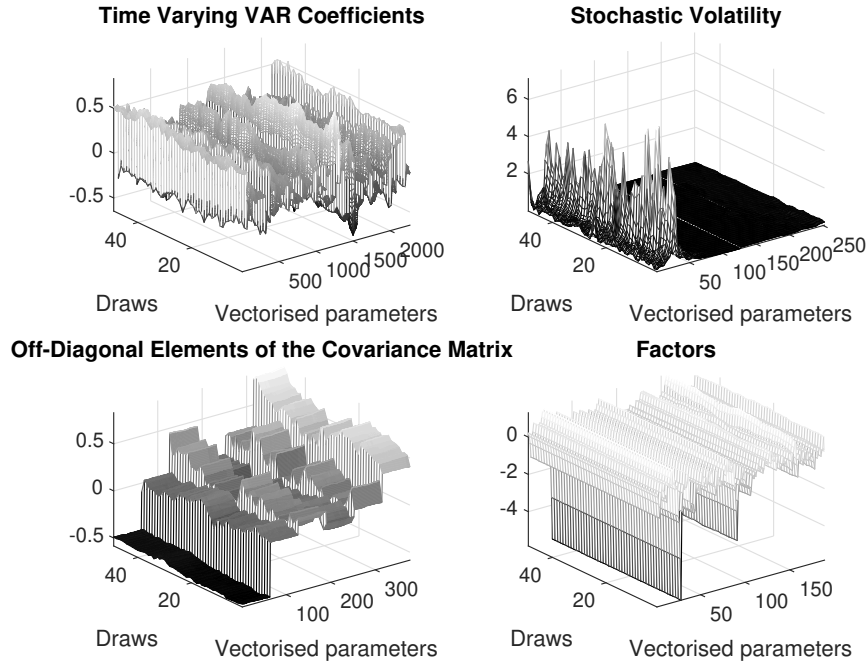 Time Varying VAR Coefficients
0.5
0
-0.5
40
20
500
1000
1500
2000
Draws
Vectorised parameters
Stochastic Volatility
6
4
2
40
20
50
100
150
200
250
Draws
Vectorised parameters
Off-Diagonal Elements of the Covariance Matrix
0.5
0
-0.5
40
20
100
200
300
Draws
Vectorised parameters
Factors
0
-2
-4
40
20
50
100
150
Draws
Vectorised parameters